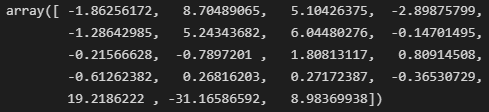 array([ -1.86256172,   8.70489065,   5.10426375,  -2.89875799,
        -1.28642985,   5.24343682,   6.04480276,  -0.14701495,
        -0.21566628,  -0.7897201 ,   1.80813117,   0.80914508,
        -0.61262382,   0.26816203,   0.27172387,  -0.36530729,
        19.2186222 , -31.16586592,   8.98369938])